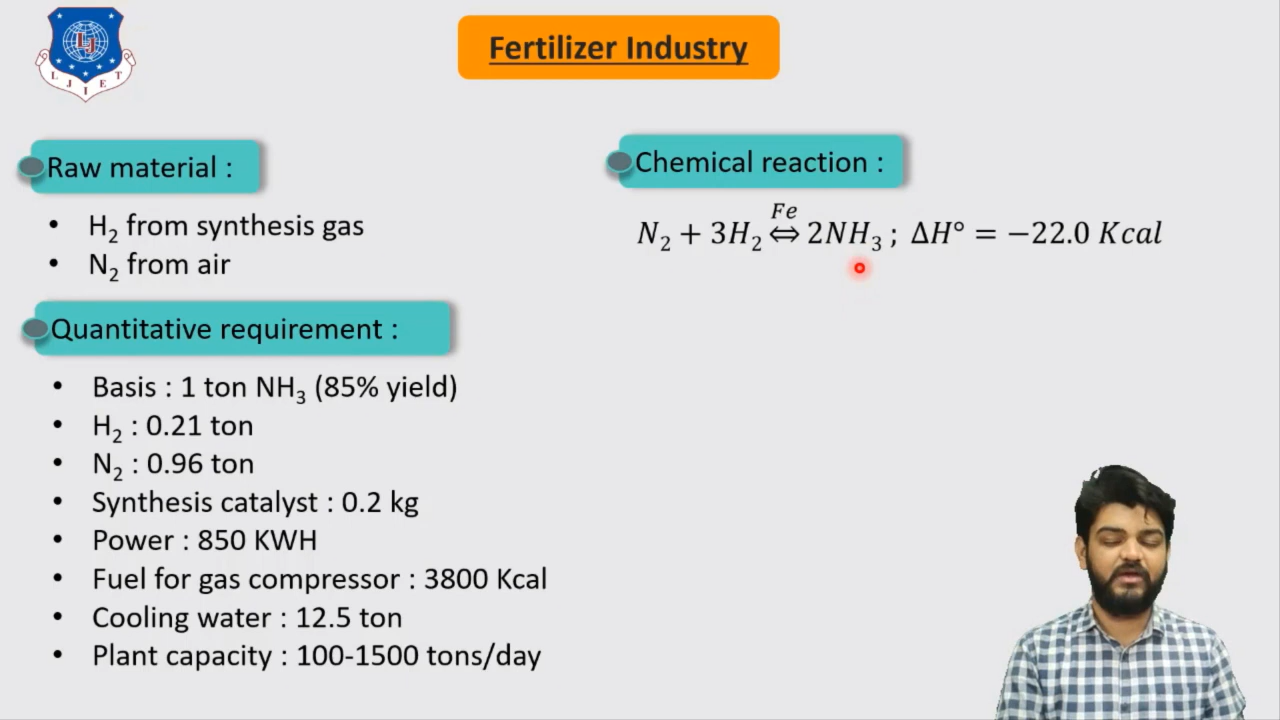 L J I E T
Fertilizer Industry
Raw material :
• H₂ from synthesis gas
• N₂ from air
Quantitative requirement :
• Basis : 1 ton NH₃ (85% yield)
• H₂ : 0.21 ton
• N₂ : 0.96 ton
• Synthesis catalyst : 0.2 kg
• Power : 850 KWH
• Fuel for gas compressor : 3800 Kcal
• Cooling water : 12.5 ton
• Plant capacity : 100-1500 tons/day
Chemical reaction :
Fe
N₂ + 3H₂ ⇔ 2NH₃ ; ΔH° = −22.0 Kcal